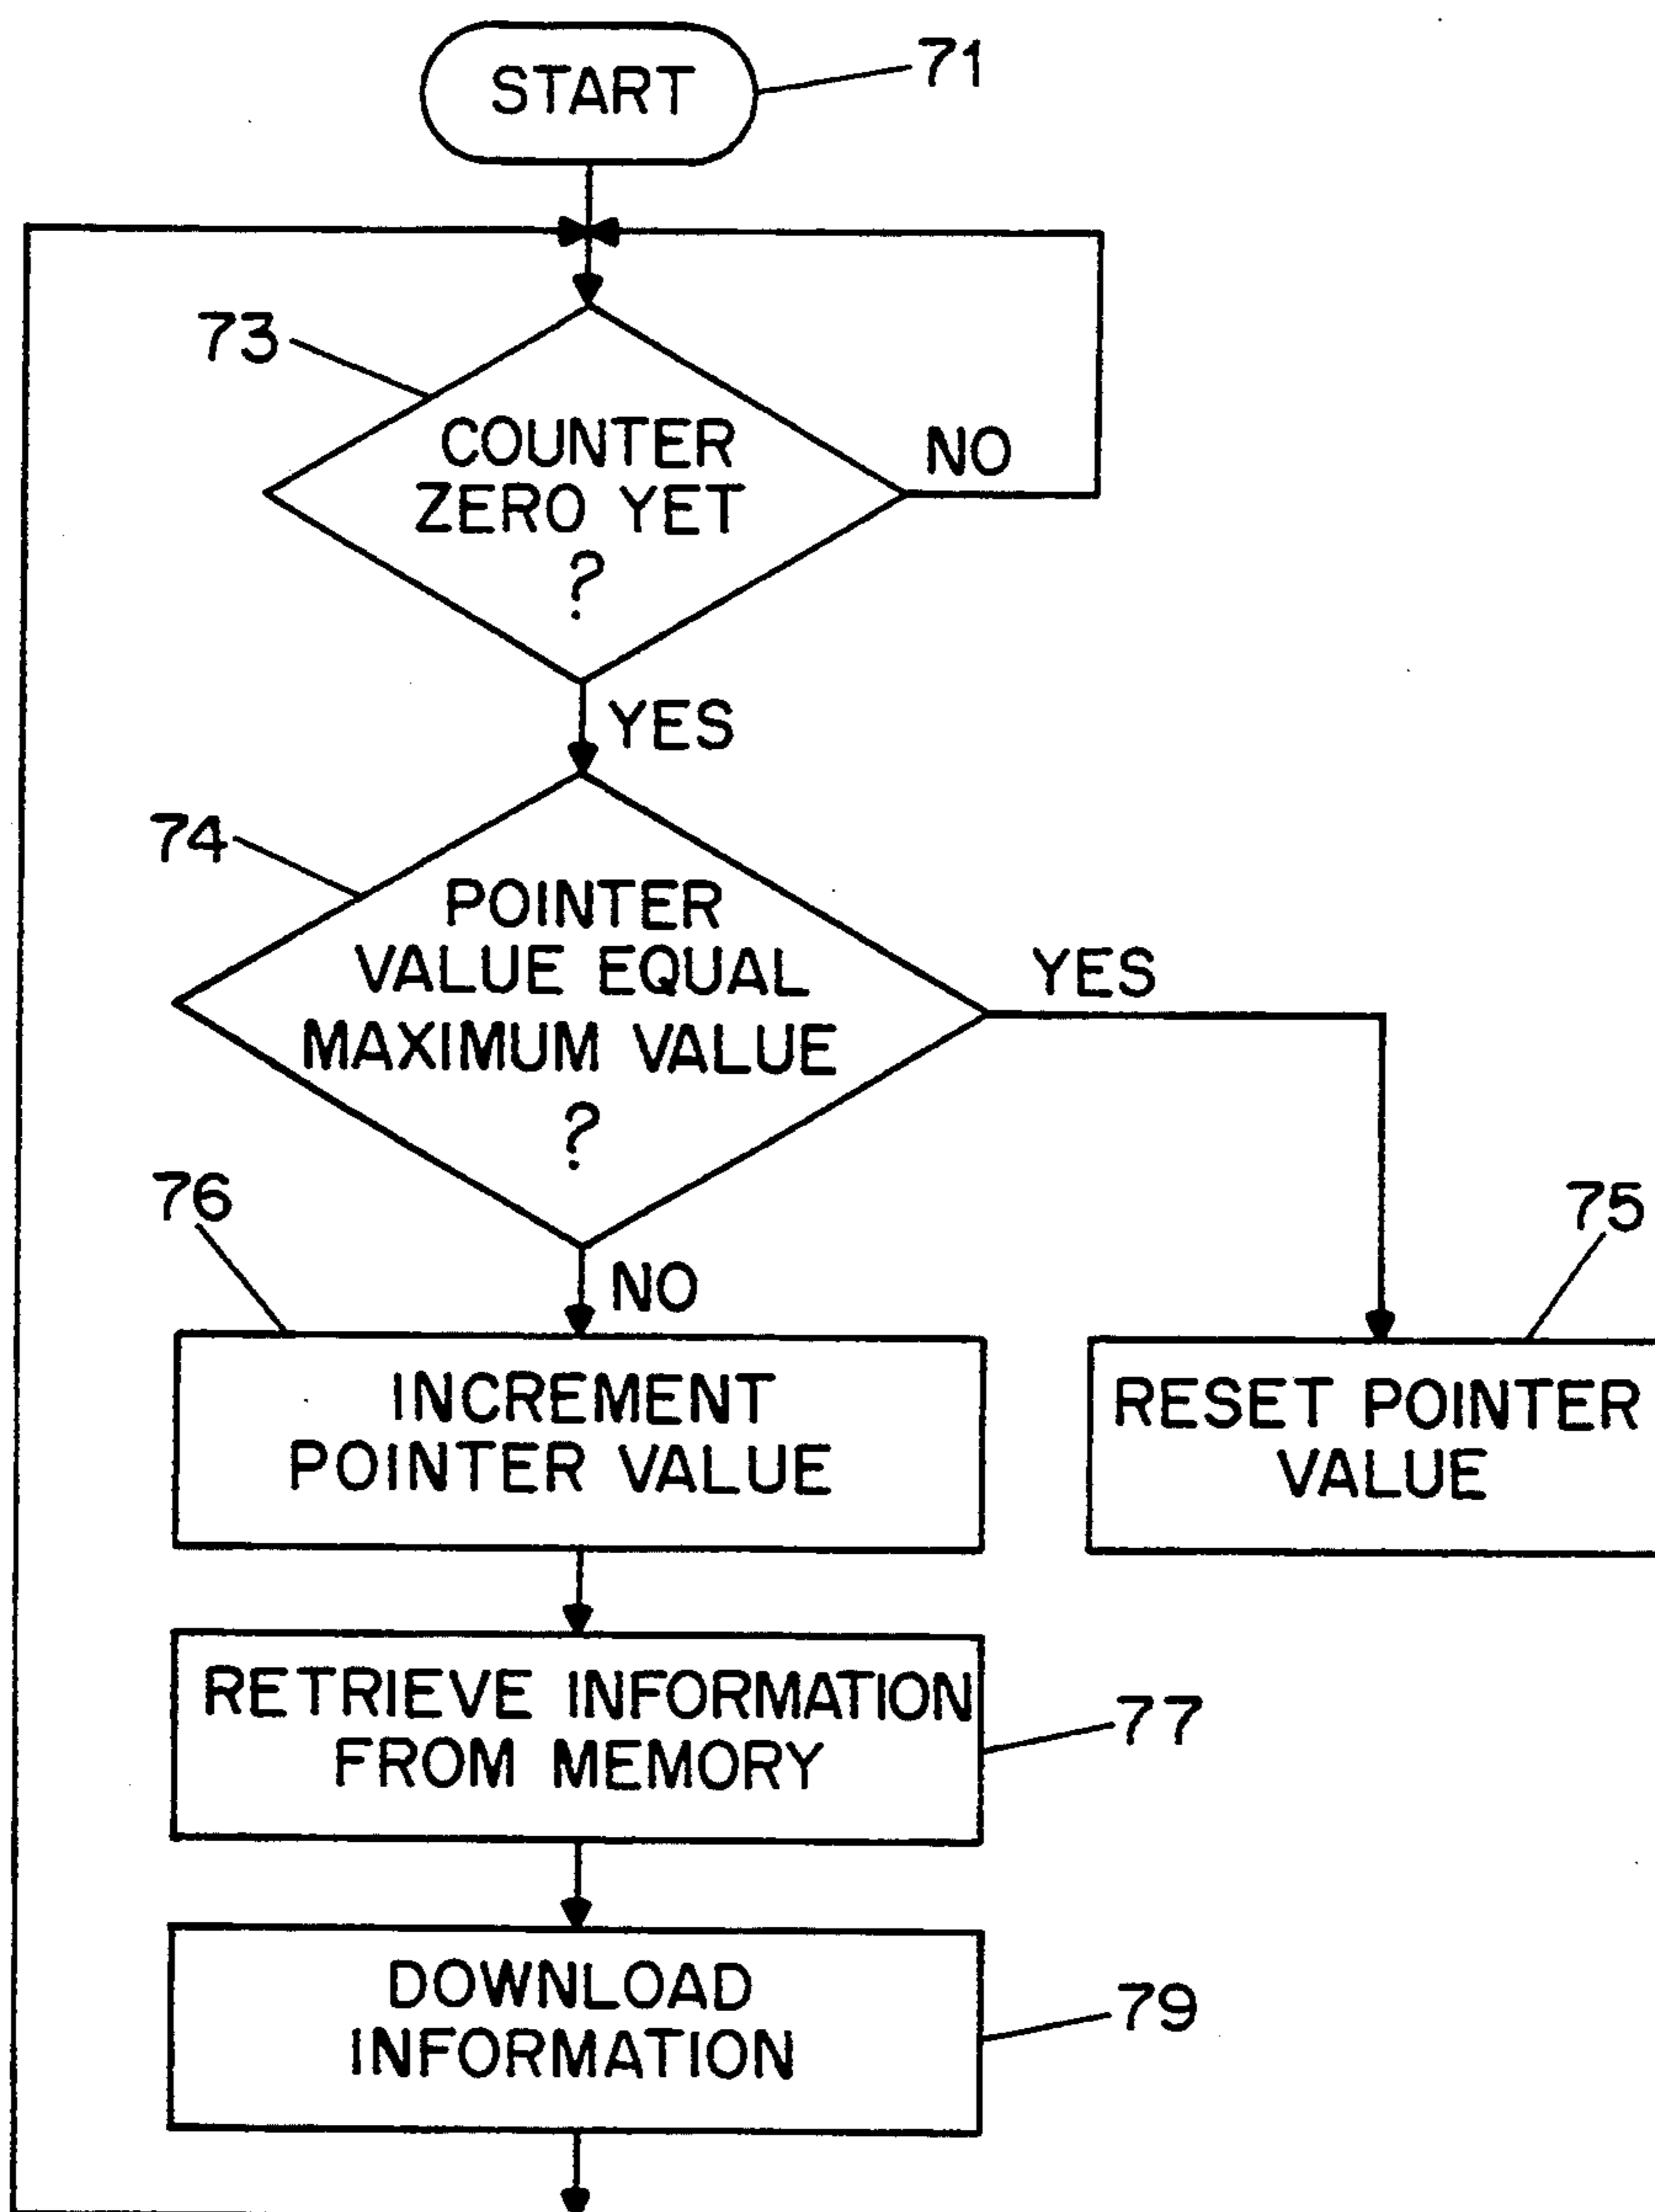 START
71
73
COUNTER
ZERO YET
?
NO
YES
74
POINTER
VALUE EQUAL
MAXIMUM VALUE
?
YES
76
NO
75
INCREMENT
POINTER VALUE
RESET POINTER
VALUE
RETRIEVE INFORMATION
FROM MEMORY
77
DOWNLOAD
INFORMATION
79